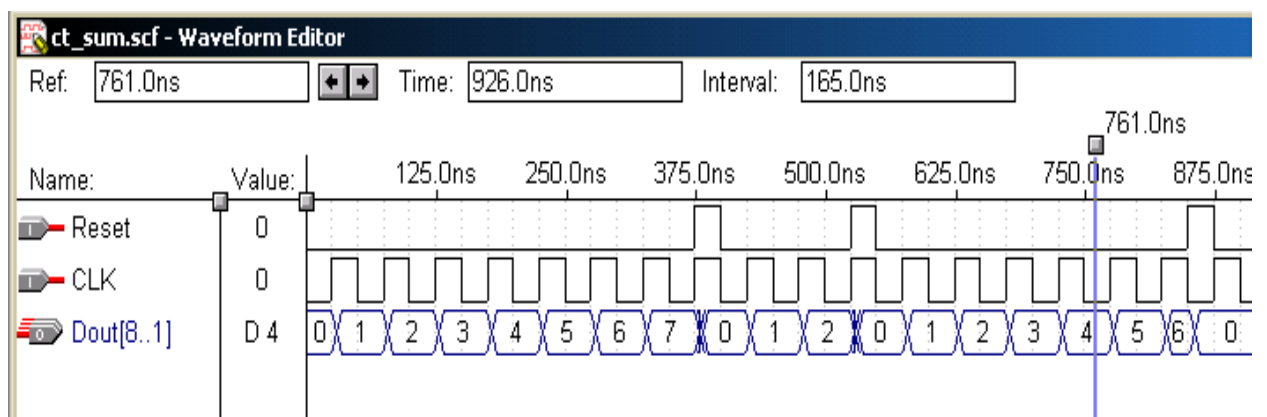 ct_sum.scf - Waveform Editor
Ref: 761.0ns Time: 926.0ns Interval: 165.0ns
761.0ns
Name: Value: 125.0ns 250.0ns 375.0ns 500.0ns 625.0ns 750.0ns 875.0ns
Reset 0
CLK 0
Dout[8..1] D 4 0 1 2 3 4 5 6 7 0 1 2 0 1 2 3 4 5 6 0